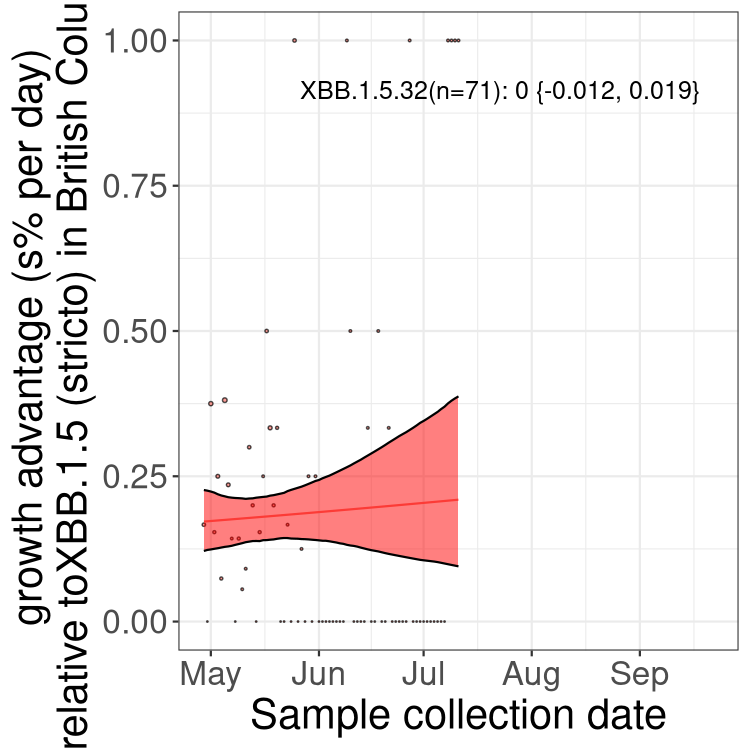 growth advantage (s% per day)
relative toXBB.1.5 (stricto) in British Colu
1.00
0.75
0.50
0.25
0.00
XBB.1.5.32(n=71): 0 {-0.012, 0.019}
May Jun Jul Aug Sep
Sample collection date